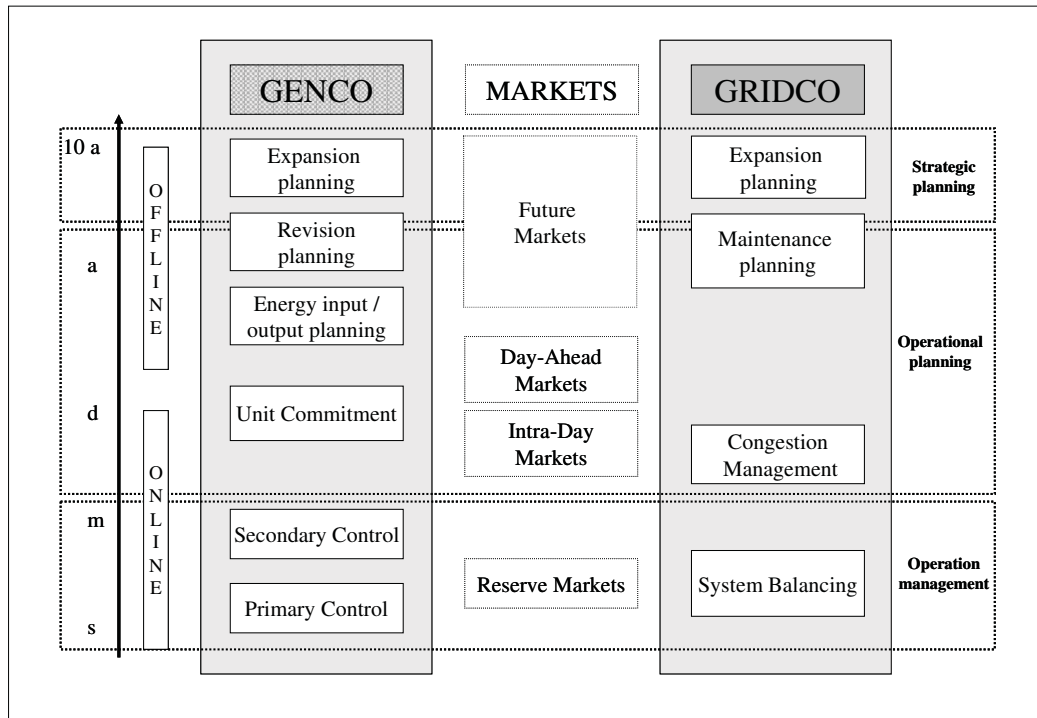 GENCO
MARKETS
GRIDCO
10 a
a
d
m
s
OFFLINE
ONLINE
Expansion
planning
Revision
planning
Energy input /
output planning
Unit Commitment
Secondary Control
Primary Control
Future
Markets
Day-Ahead
Markets
Intra-Day
Markets
Reserve Markets
Expansion
planning
Maintenance
planning
Congestion
Management
System Balancing
Strategic
planning
Operational
planning
Operation
management